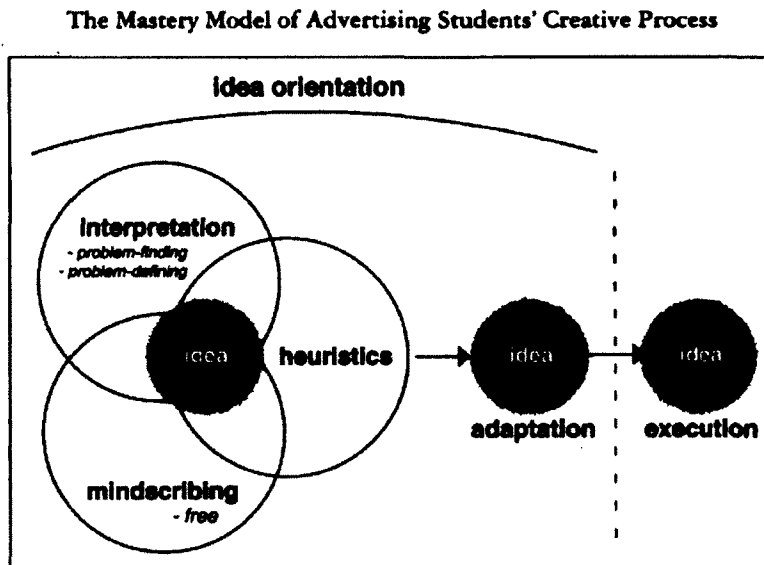 The Mastery Model of Advertising Students' Creative Process
idea orientation
interpretation
- problem-finding
- problem-defining
idea
heuristics
idea
idea
adaptation
execution
mindscribing
- free